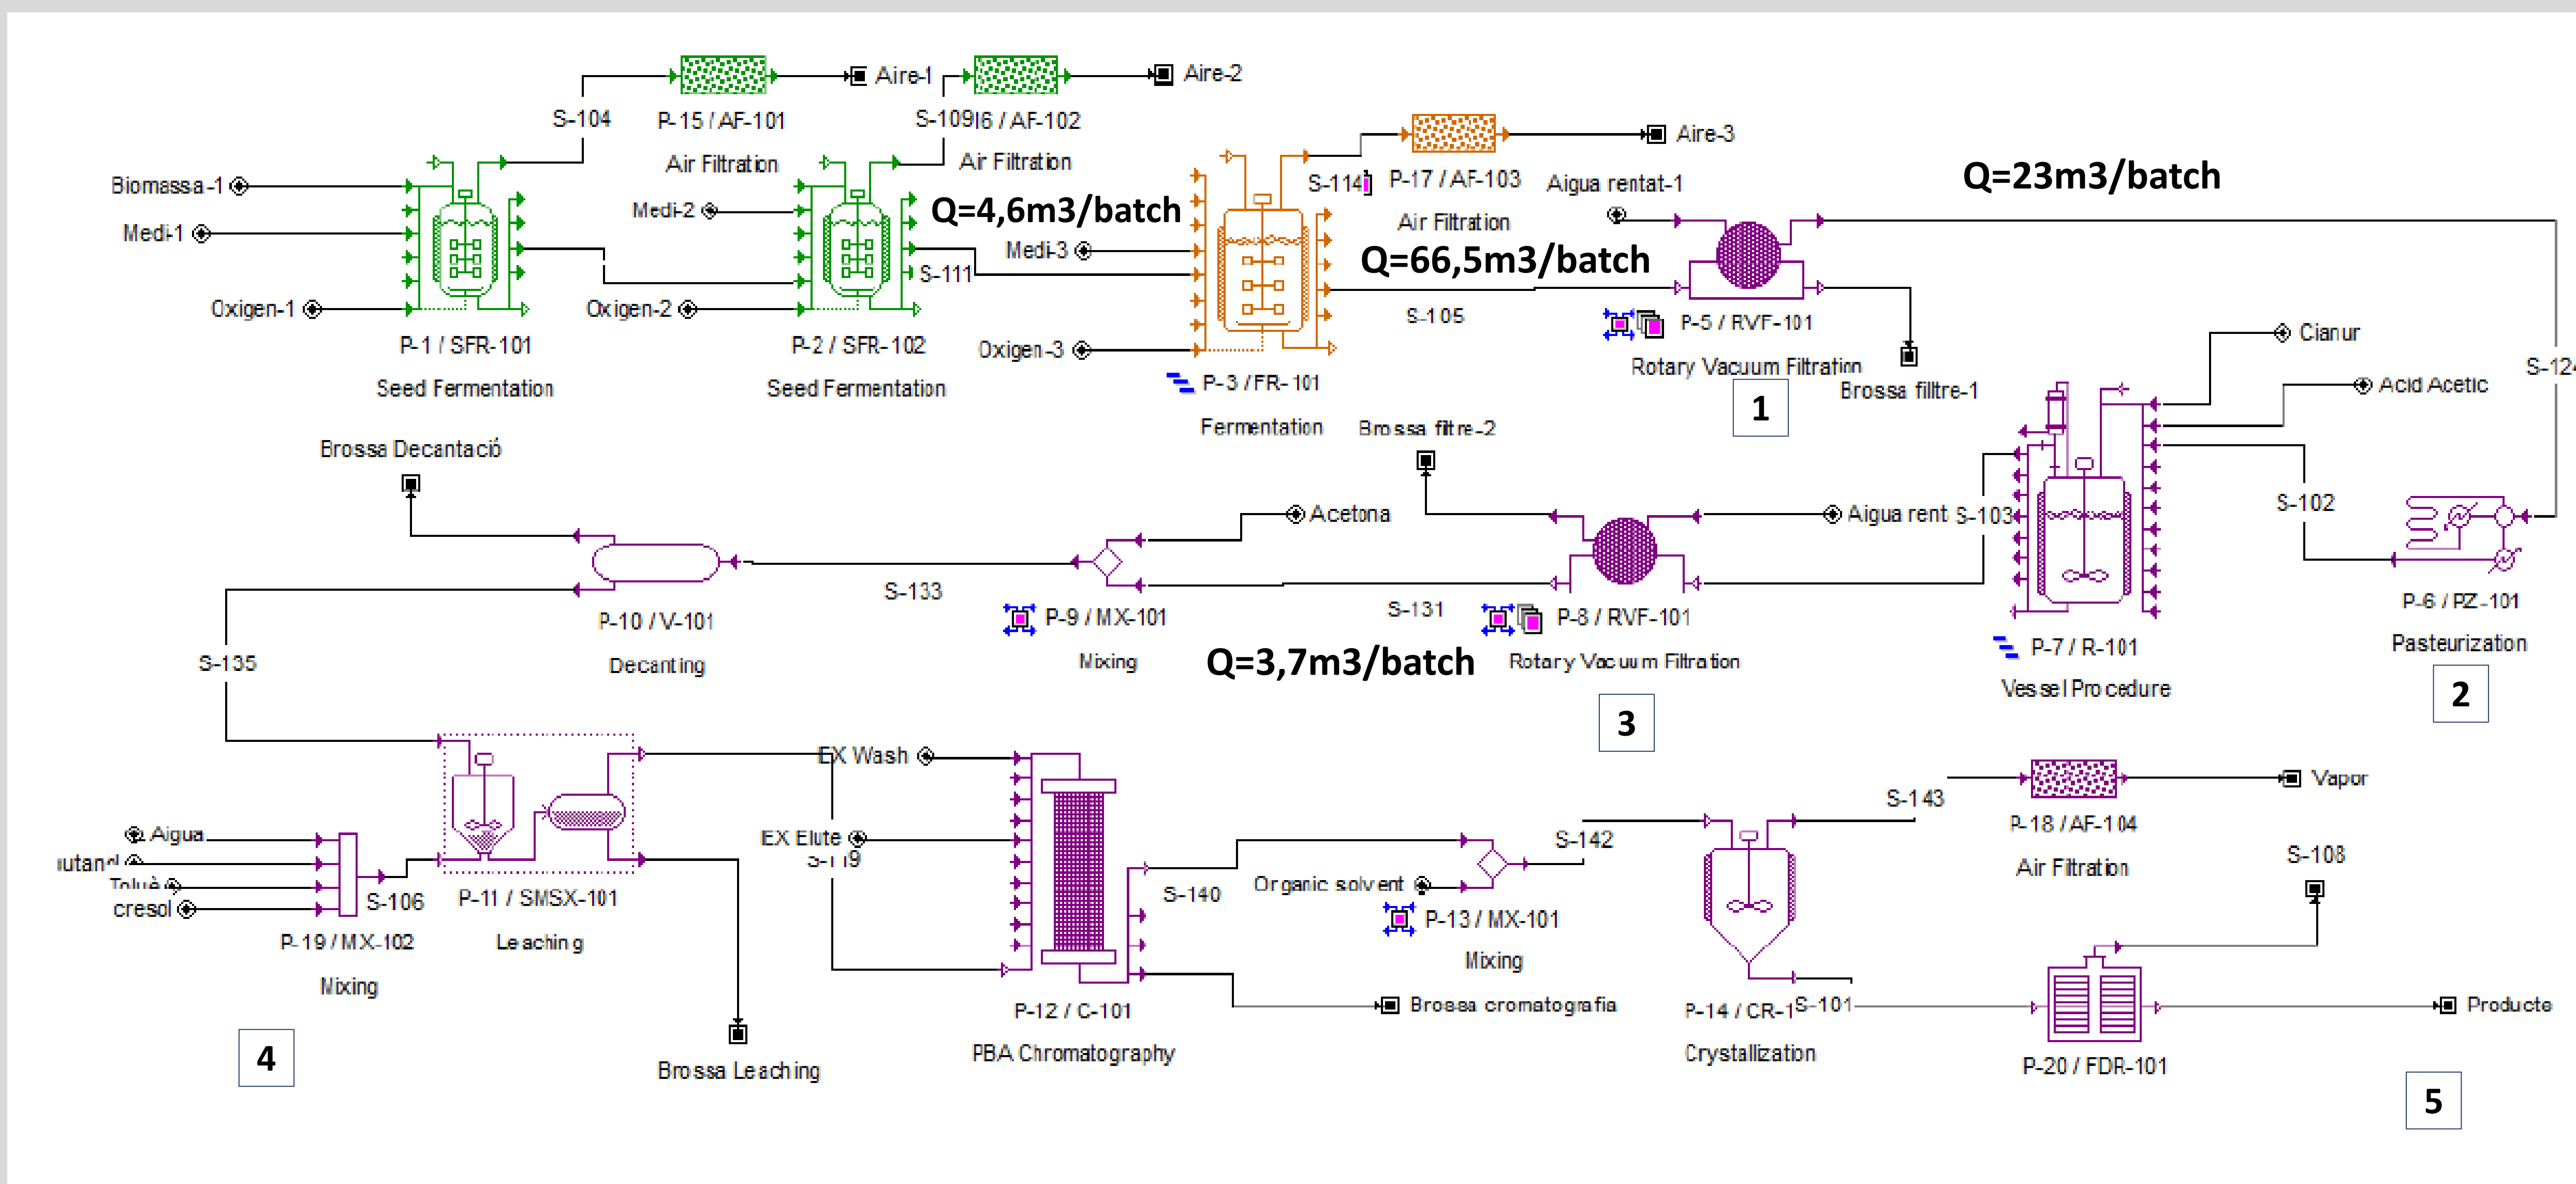 Aire-1
Aire-2
S-104
P-15 / AF-101
S-109
I6 / AF-102
Aire-3
Air Filtration
Air Filtration
S-114
P-17 / AF-103
Aigua rentat-1
Q=23m3/batch
Biomassa-1
Medi-2
Q=4,6m3/batch
Air Filtration
Medi-1
Medi-3
Q=66,5m3/batch
S-111
Oxigen-1
Oxigen-2
S-105
P-5 / RVF-101
Cianur
P-1 / SFR-101
P-2 / SFR-102
Oxigen-3
Rotary Vacuum Filtration
S-124
Seed Fermentation
Seed Fermentation
P-3 / FR-101
Brossa filltre-1
Acid Acetic
1
Fermentation
Brossa filtre-2
Brossa Decantació
Acetona
Aigua rent
S-103
S-102
S-133
S-131
P-10 / V-101
P-9 / MX-101
P-8 / RVF-101
P-6 / PZ-101
S-135
Decanting
Mixing
Q=3,7m3/batch
Rotary Vacuum Filtration
P-7 / R-101
Pasteurization
Vessel Procedure
2
3
EX Wash
Vapor
S-143
Aigua
EX Elute
S-119
S-142
P-18 / AF-104
utanol
Air Filtration
S-108
Toluè
cresol
S-106
P-11 / SMSX-101
Organic solvent
S-140
P-13 / MX-101
P-19 / MX-102
Leaching
Mixing
Mixing
P-12 / C-101
Brossa cromatografia
P-14 / CR-1
S-101
Producte
4
Brossa Leaching
PBA Chromatography
Crystallization
P-20 / FDR-101
5